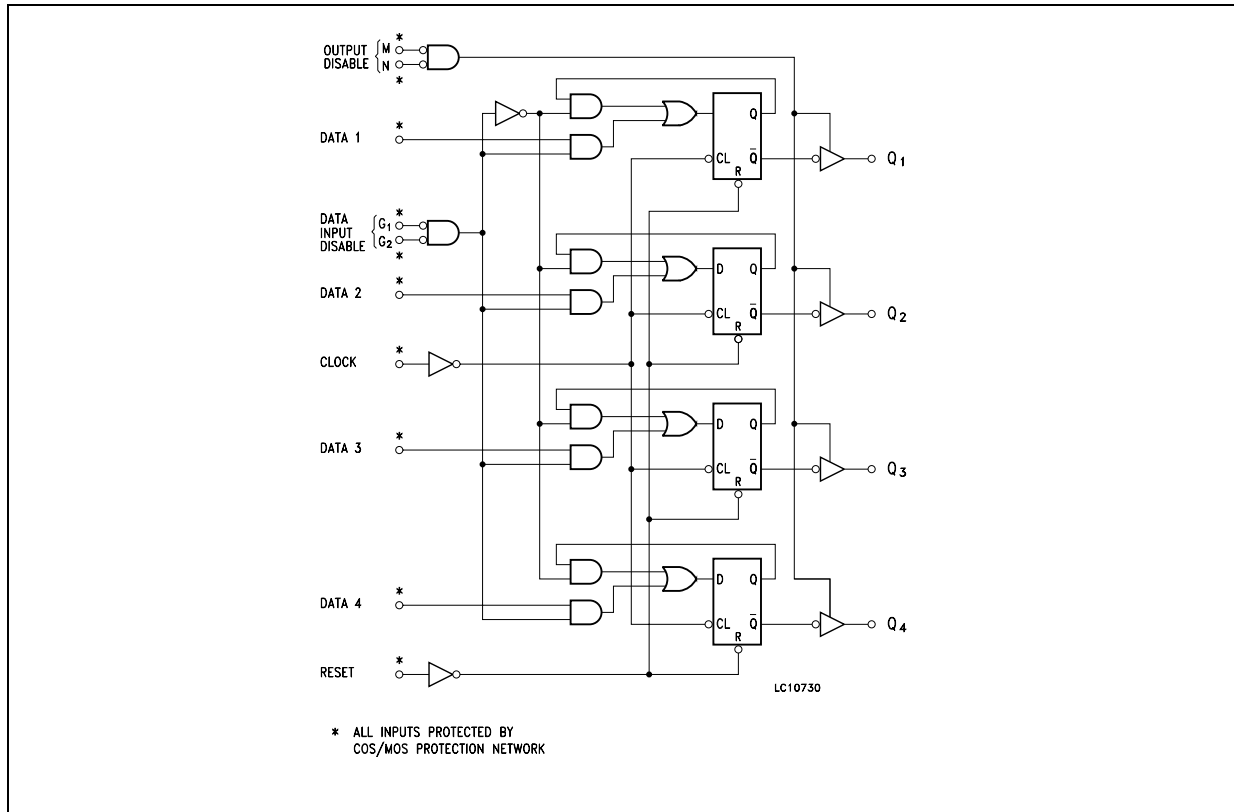 OUTPUT DISABLE
M
N
*
*
Q
DATA 1
*
CL
Q̅
R
Q1
DATA INPUT DISABLE
G1
G2
*
*
D
Q
DATA 2
*
CL
Q̅
R
Q2
CLOCK
*
D
Q
DATA 3
*
CL
Q̅
R
Q3
D
Q
DATA 4
*
CL
Q̅
R
Q4
RESET
*
LC10730
* ALL INPUTS PROTECTED BY
COS/MOS PROTECTION NETWORK